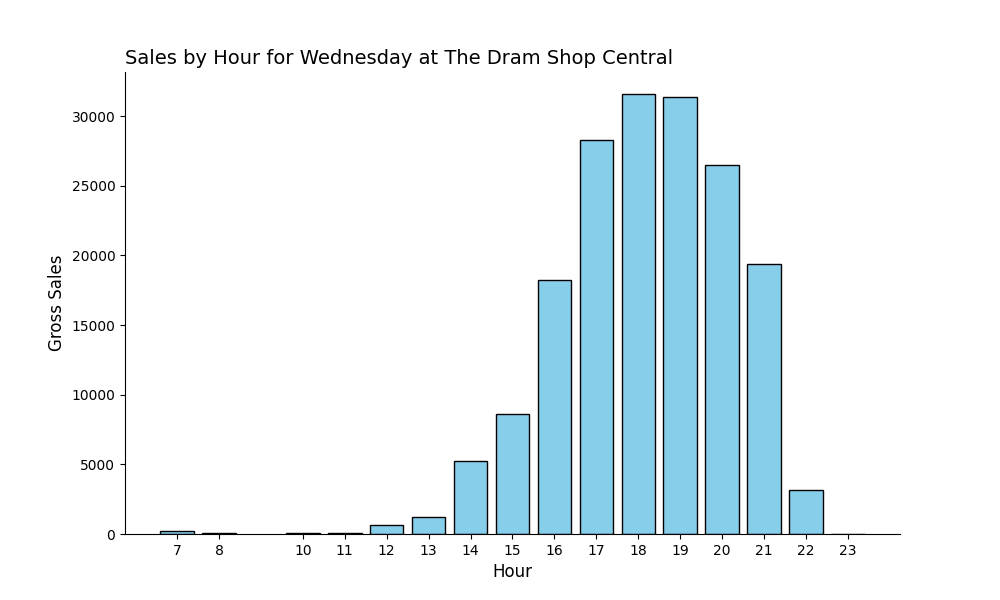 Sales by Hour for Wednesday at The Dram Shop Central
Gross Sales
30000
25000
20000
15000
10000
5000
0
7 8 10 11 12 13 14 15 16 17 18 19 20 21 22 23
Hour